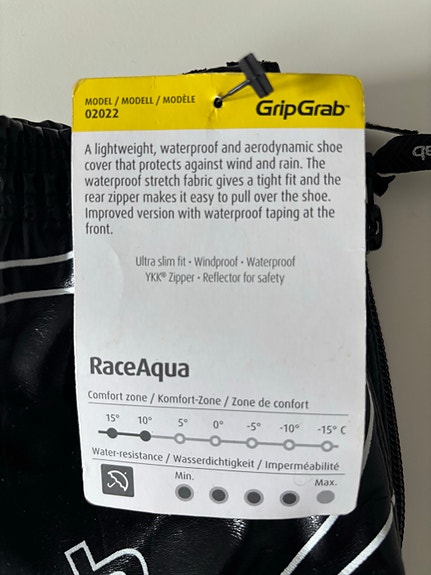 MODEL / MODELL / MODÈLE
02022
GripGrab™
A lightweight, waterproof and aerodynamic shoe
cover that protects against wind and rain. The
waterproof stretch fabric gives a tight fit and the
rear zipper makes it easy to pull over the shoe.
Improved version with waterproof taping at the
front.
Ultra slim fit • Windproof • Waterproof
YKK® Zipper • Reflector for safety
RaceAqua
Comfort zone / Komfort-Zone / Zone de confort
15° 10° 5° 0° -5° -10° -15° C
Water-resistance / Wasserdichtigkeit / Imperméabilité
Min. Max.